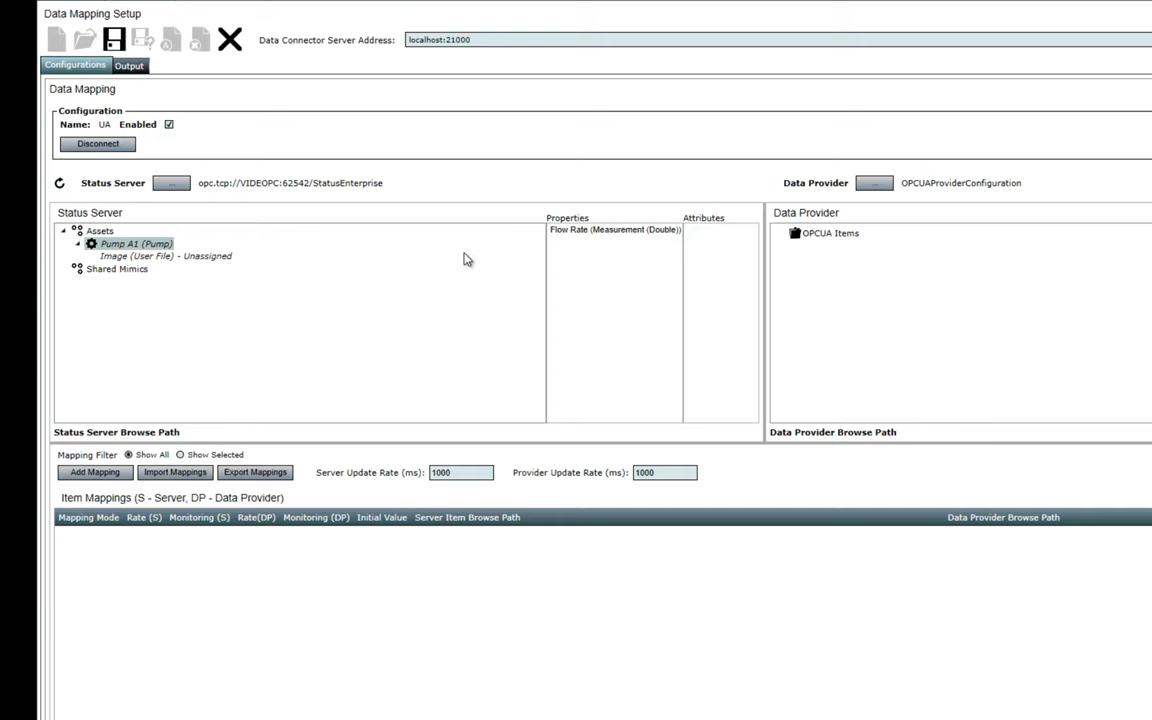 Data Mapping Setup
Data Connector Server Address: localhost:21000
Configurations Output
Data Mapping
Configuration
Name: UA Enabled
Disconnect
Status Server ... opc.tcp://VIDEOPC:62542/StatusEnterprise Data Provider ... OPCUAProviderConfiguration
Status Server Properties Attributes Data Provider
Assets Flow Rate (Measurement (Double)) OPCUA Items
Pump A1 (Pump)
Image (User File) - Unassigned
Shared Mimics
Status Server Browse Path Data Provider Browse Path
Mapping Filter Show All Show Selected
Add Mapping Import Mappings Export Mappings Server Update Rate (ms): 1000 Provider Update Rate (ms): 1000
Item Mappings (S - Server, DP - Data Provider)
Mapping Mode Rate (S) Monitoring (S) Rate(DP) Monitoring (DP) Initial Value Server Item Browse Path Data Provider Browse Path